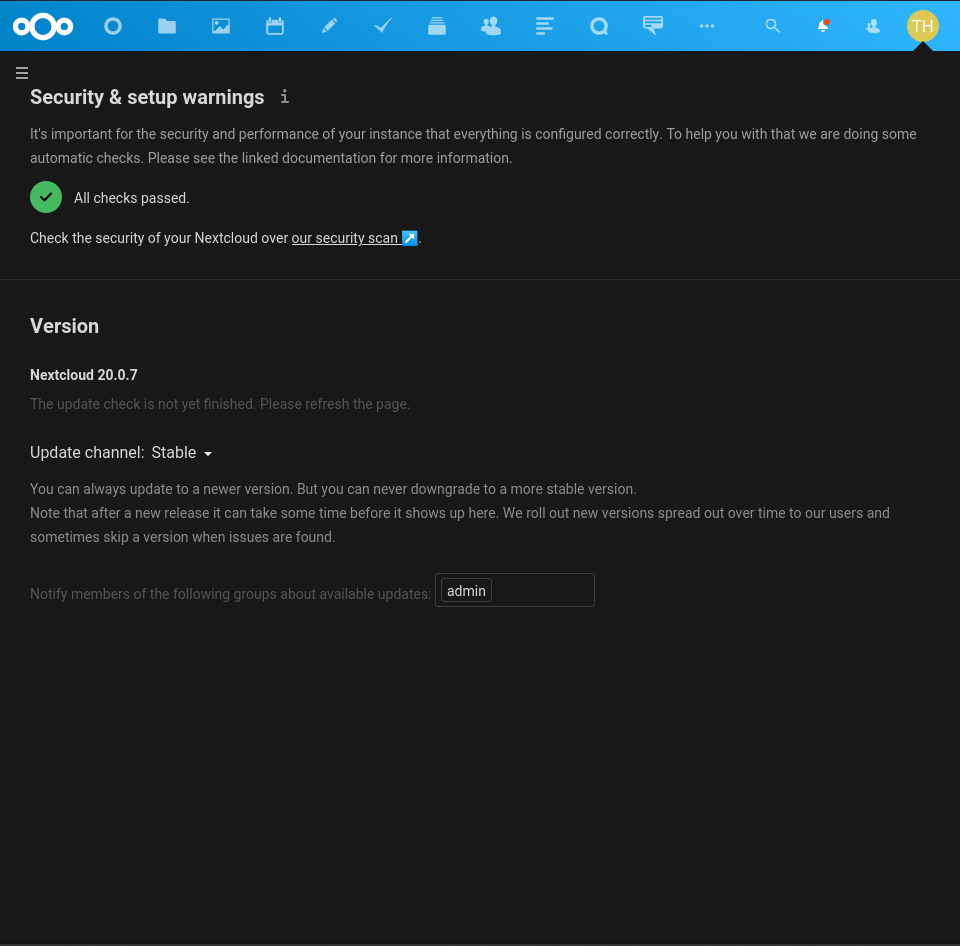 TH
Security & setup warnings
It's important for the security and performance of your instance that everything is configured correctly. To help you with that we are doing some
automatic checks. Please see the linked documentation for more information.
All checks passed.
Check the security of your Nextcloud over our security scan ↗.
Version
Nextcloud 20.0.7
The update check is not yet finished. Please refresh the page.
Update channel: Stable
You can always update to a newer version. But you can never downgrade to a more stable version.
Note that after a new release it can take some time before it shows up here. We roll out new versions spread out over time to our users and
sometimes skip a version when issues are found.
Notify members of the following groups about available updates: admin